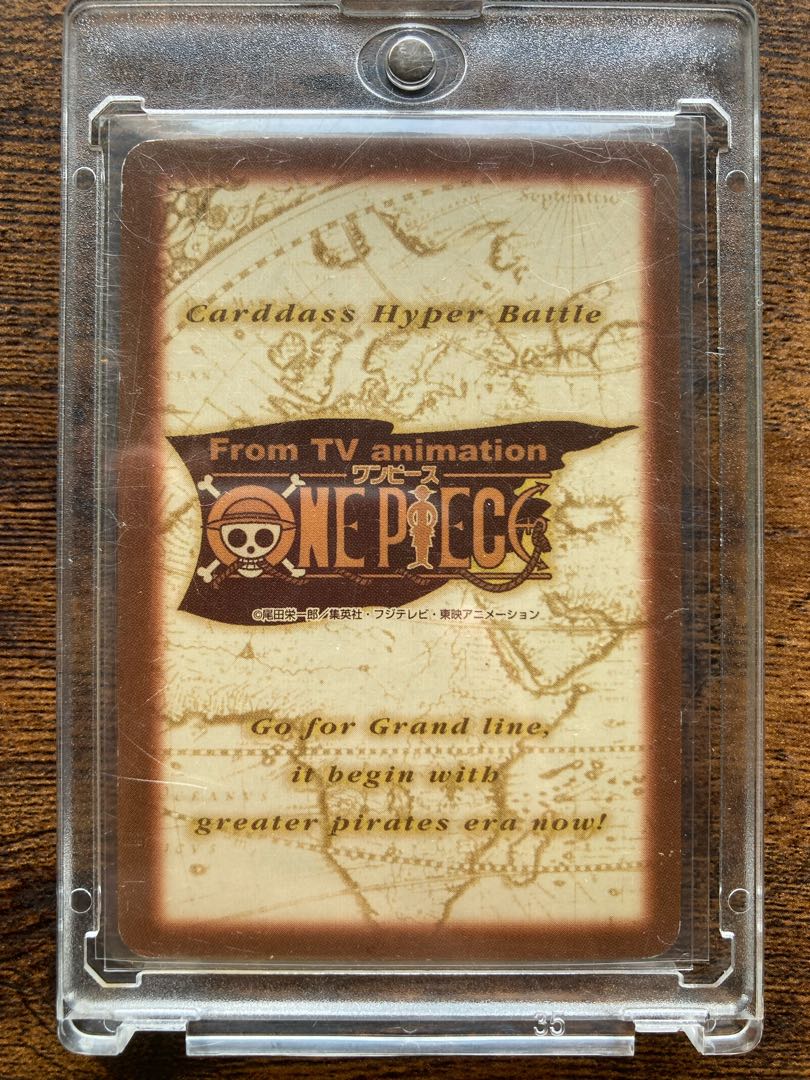 Septentrio
Carddass Hyper Battle
From TV animation
ワンピース
ONE PIECE
©尾田栄一郎／集英社・フジテレビ・東映アニメーション
Go for Grand line,
it begin with
greater pirates era now!
35